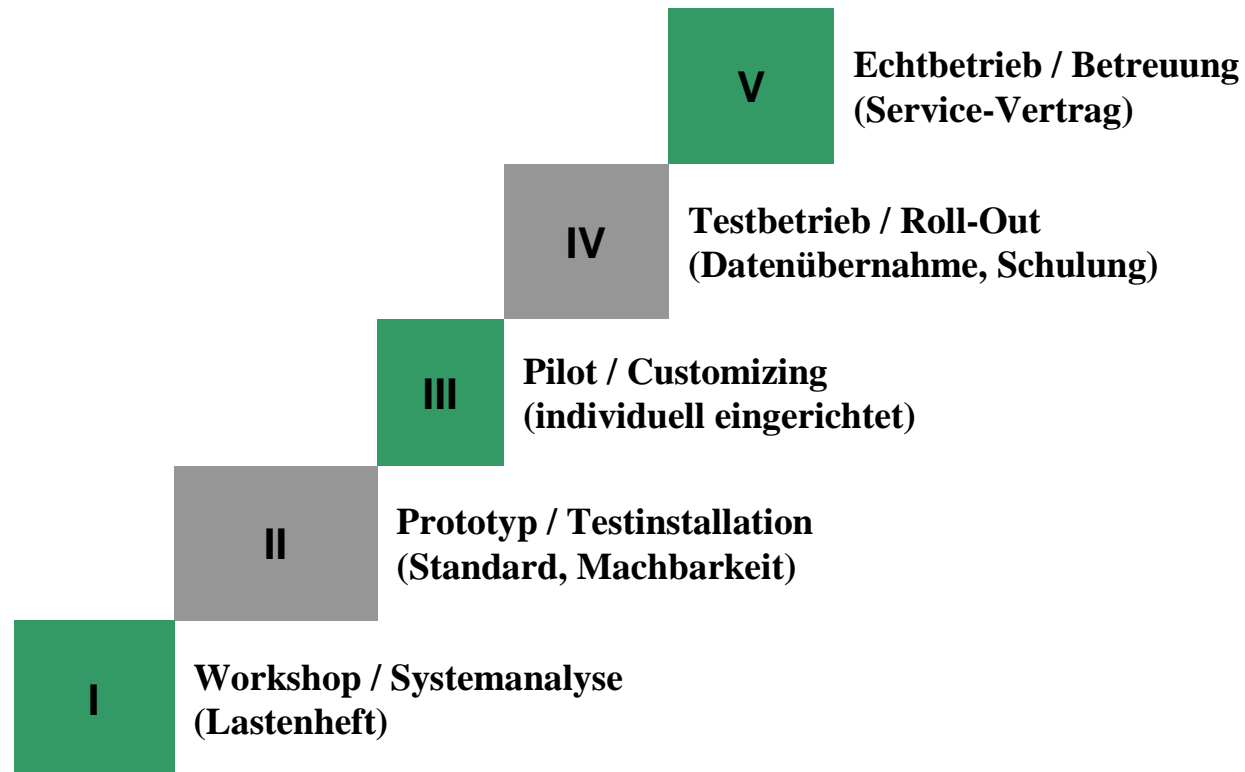 V
Echtbetrieb / Betreuung
(Service-Vertrag)
IV
Testbetrieb / Roll-Out
(Datenübernahme, Schulung)
III
Pilot / Customizing
(individuell eingerichtet)
II
Prototyp / Testinstallation
(Standard, Machbarkeit)
I
Workshop / Systemanalyse
(Lastenheft)